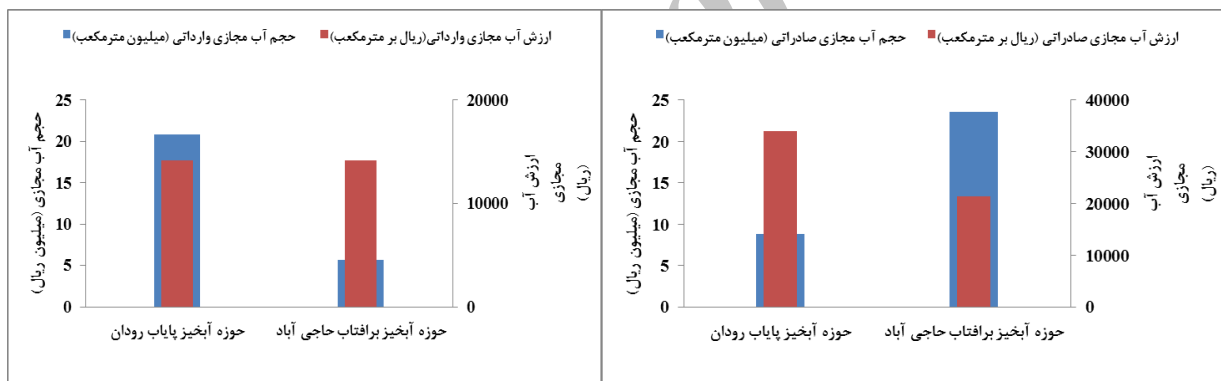 حجم آب مجازی وارداتی (میلیون مترمکعب)
ارزش آب مجازی وارداتی(ریال بر مترمکعب)
25
20
15
10
5
0
حجم آب مجازی (میلیون ریال)
20000
10000
0
ارزش آب
مجازی
(ریال)
حوزه آبخیز پایاب رودان
حوزه آبخیز برافتاب حاجی آباد
حجم آب مجازی صادراتی (میلیون مترمکعب)
ارزش آب مجازی صادراتی (ریال بر مترمکعب)
25
20
15
10
5
0
حجم آب مجازی (میلیون ریال)
40000
30000
20000
10000
0
ارزش آب
مجازی
(ریال)
حوزه آبخیز پایاب رودان
حوزه آبخیز برافتاب حاجی آباد